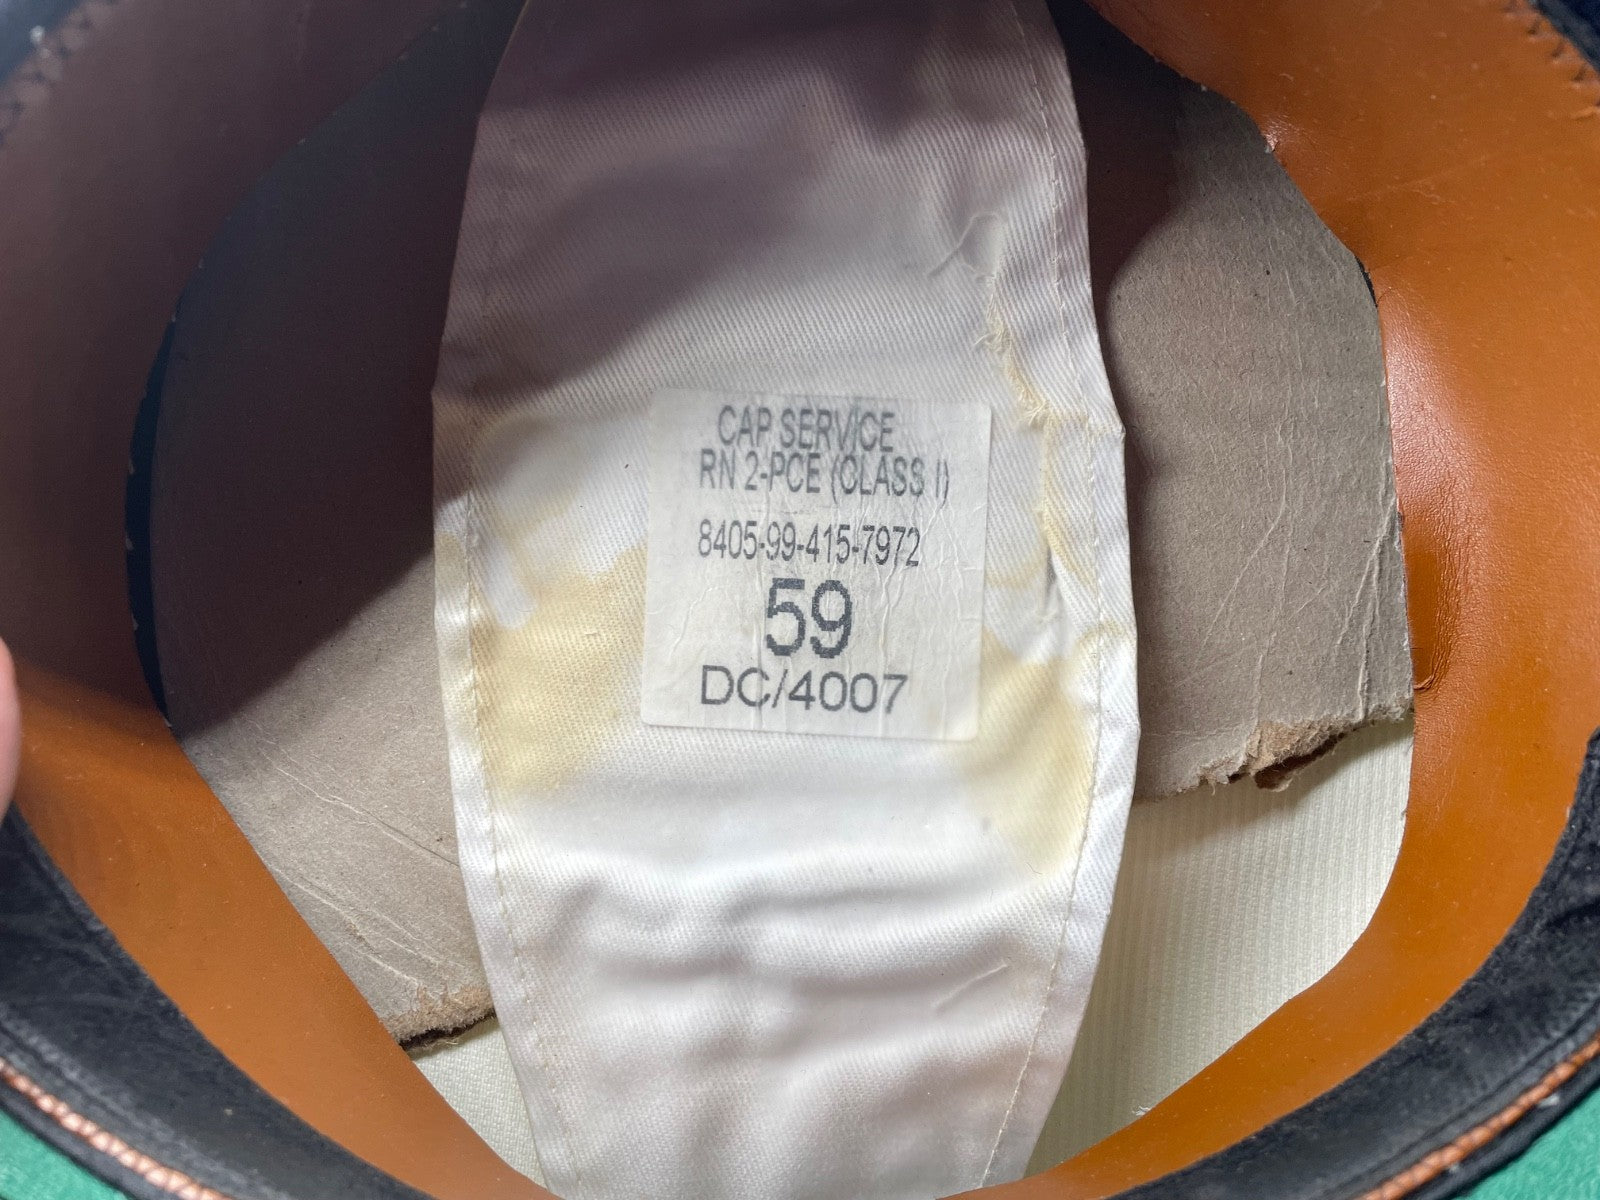 CAP SERVICE
RN 2-PCE (CLASS I)
8405-99-415-7972
59
DC/4007